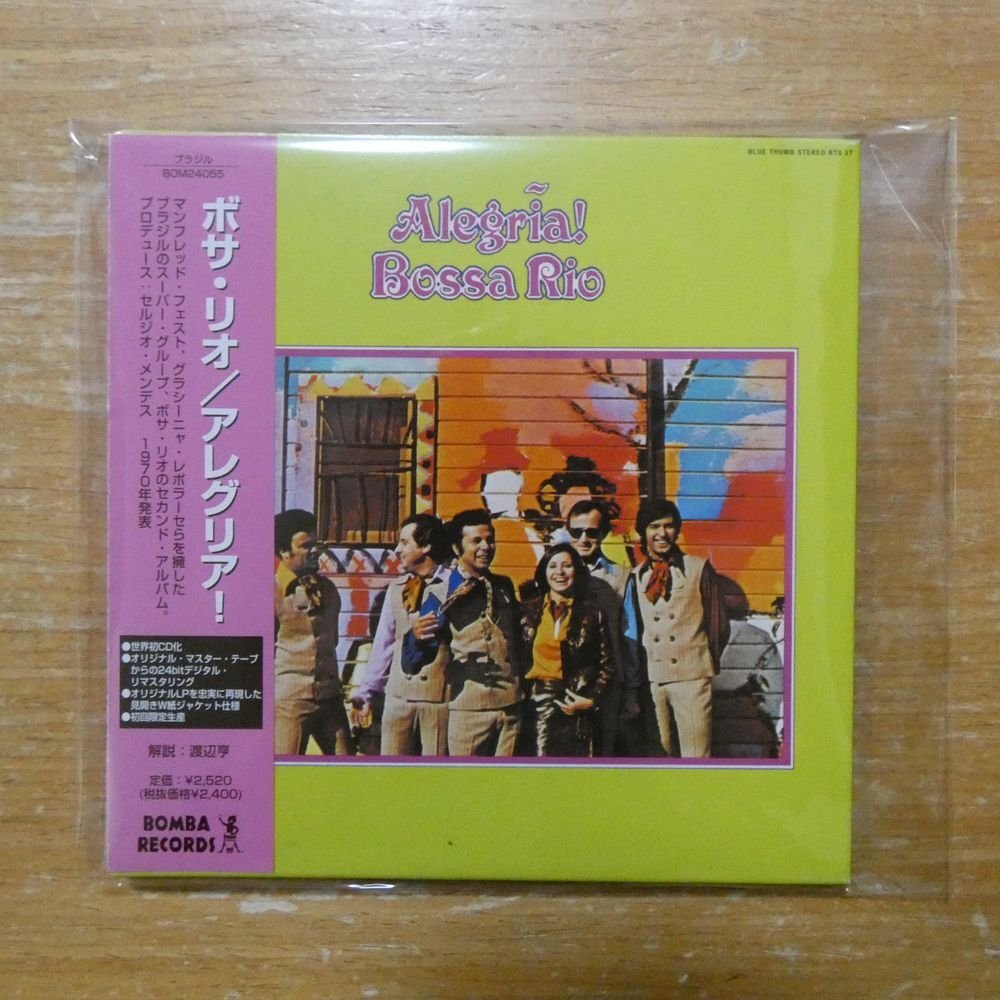 ブラジル
BOM24055
ボサ・リオ/アレグリア!
マンフレッド・フェスト、グラシーニャ・レポラーセらを擁した
ブラジルのスーパー・グループ、ボサ・リオのセカンド・アルバム。
プロデュース:セルジオ・メンデス 1970年発表
●世界初CD化
●オリジナル・マスター・テープ
からの24bitデジタル・
リマスタリング
●オリジナルLPを忠実に再現した
見開きW紙ジャケット仕様
●初回限定生産
解説:渡辺亨
定価:¥2,520
(税抜価格¥2,400)
BOMBA
RECORDS
BLUE THUMB STEREO BTS 17
Alegria!
Bossa Rio